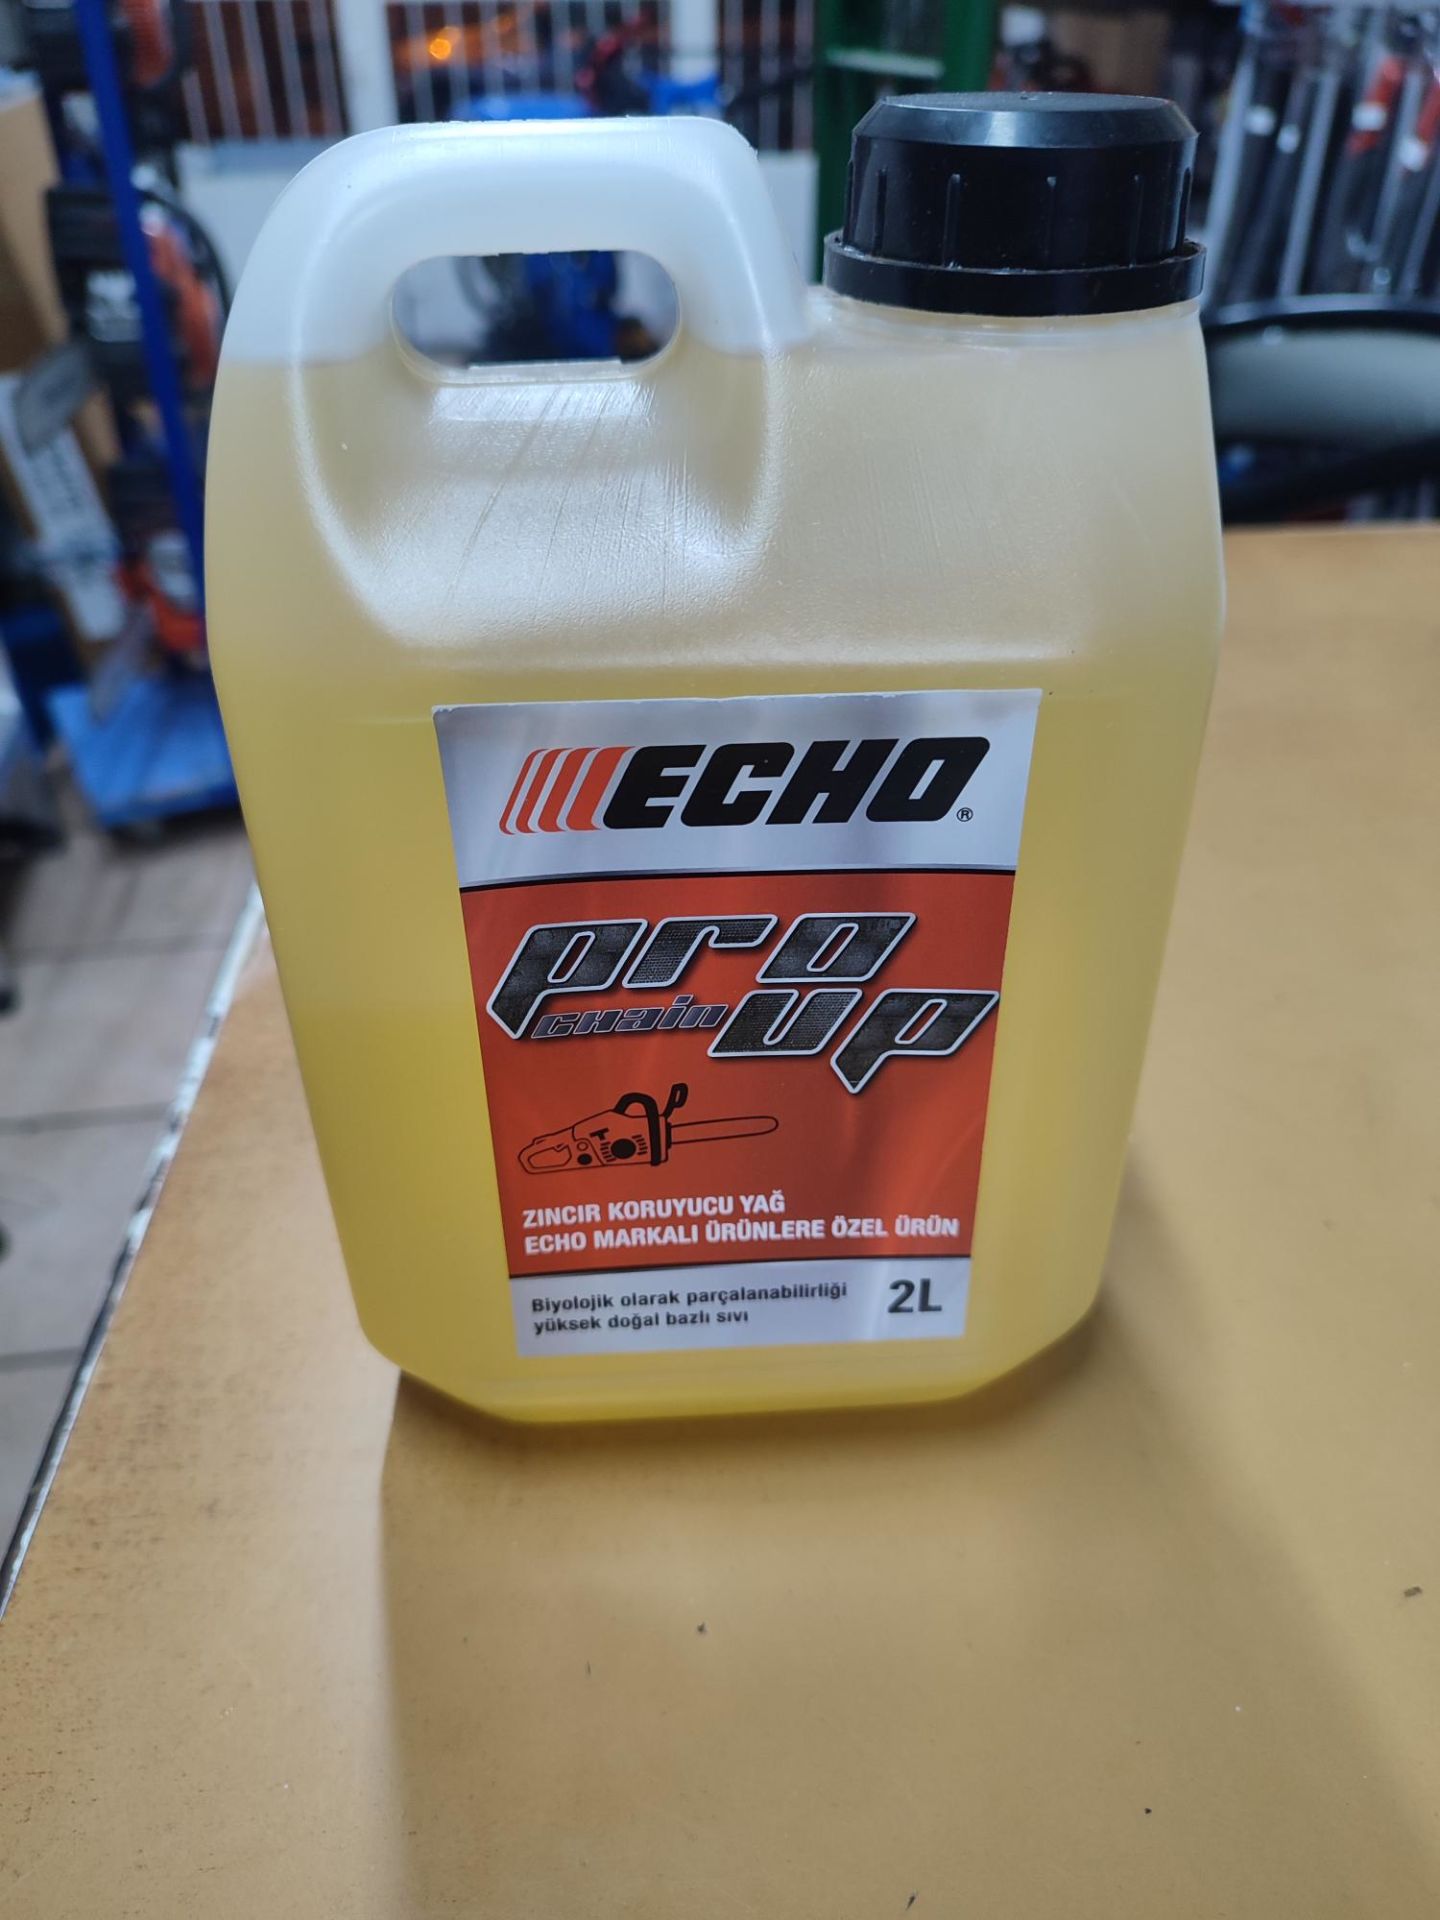 ECHO®
pro
chain up
ZINCIR KORUYUCU YAĞ
ECHO MARKALI ÜRÜNLERE ÖZEL ÜRÜN
Biyolojik olarak parçalanabilirliği
yüksek doğal bazlı sıvı
2L